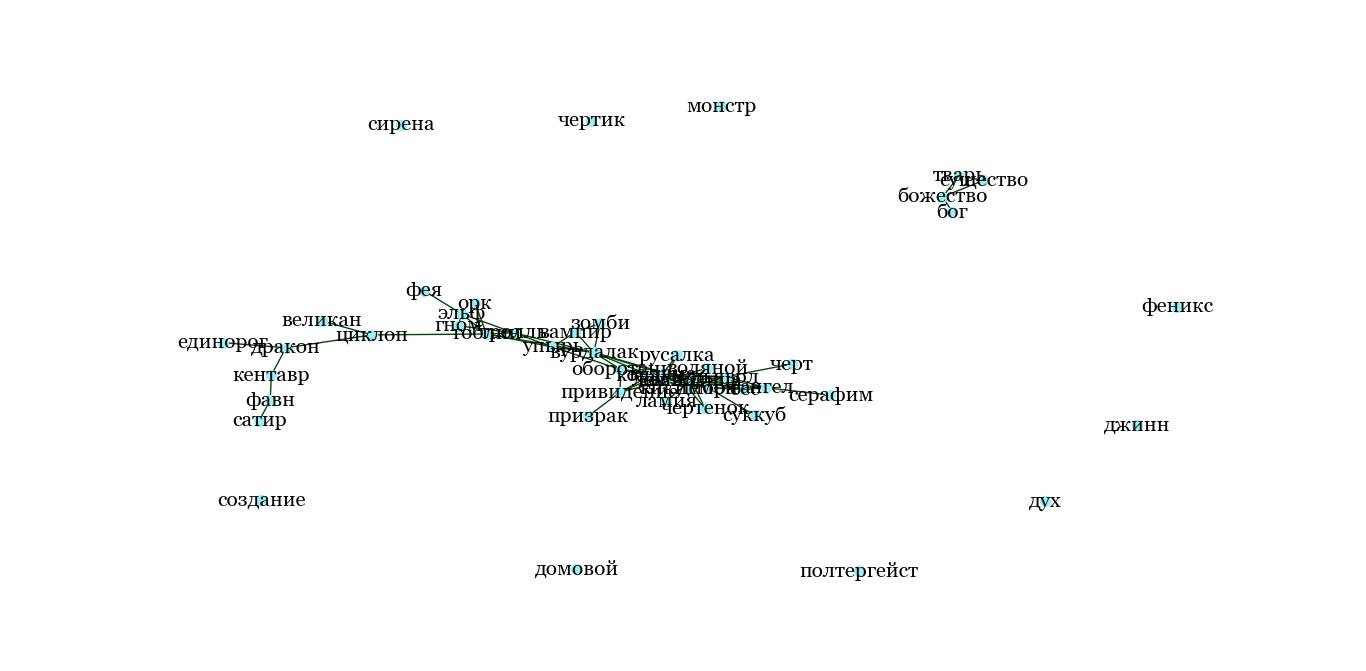 монстр
чертик
сирена
тварь
существо
божество
бог
фея
орк
феникс
эльф
великан
гном
зомби
циклоп
гоблин
тролль
вампир
единорог
дракон
упырь
вурдалак
русалка
черт
водяной
оборотень
кентавр
ангел
привидение
серафим
фавн
ламия
чертенок
сатир
призрак
суккуб
джинн
создание
дух
домовой
полтергейст